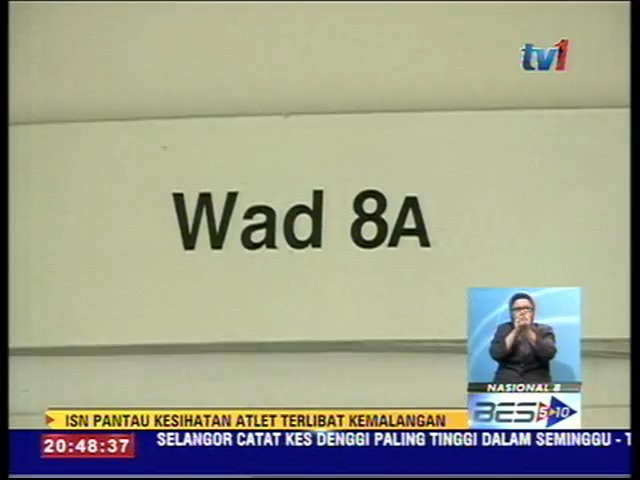 tv1
Wad 8A
NASIONAL 8
BES 5 10
ISN PANTAU KESIHATAN ATLET TERLIBAT KEMALANGAN
20:48:37
SELANGOR CATAT KES DENGGI PALING TINGGI DALAM SEMINGGU -